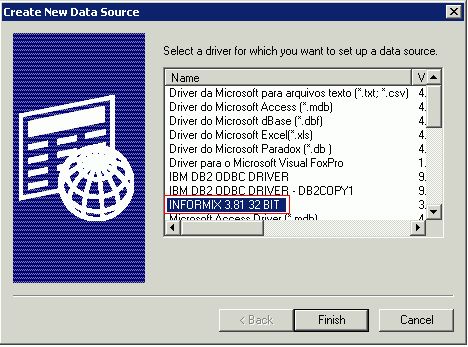 Create New Data Source
Select a driver for which you want to set up a data source.
Name V
Driver da Microsoft para arquivos texto (*.txt; *.csv) 4.
Driver do Microsoft Access (*.mdb) 4.
Driver do Microsoft dBase (*.dbf) 4.
Driver do Microsoft Excel(*.xls) 4.
Driver do Microsoft Paradox (*.db ) 4.
Driver para o Microsoft Visual FoxPro 1.
IBM DB2 ODBC DRIVER 9.
IBM DB2 ODBC DRIVER - DB2COPY1 9.
INFORMIX 3.81 32 BIT 3.
Microsoft Access Driver (*.mdb) 4.
< Back Finish Cancel